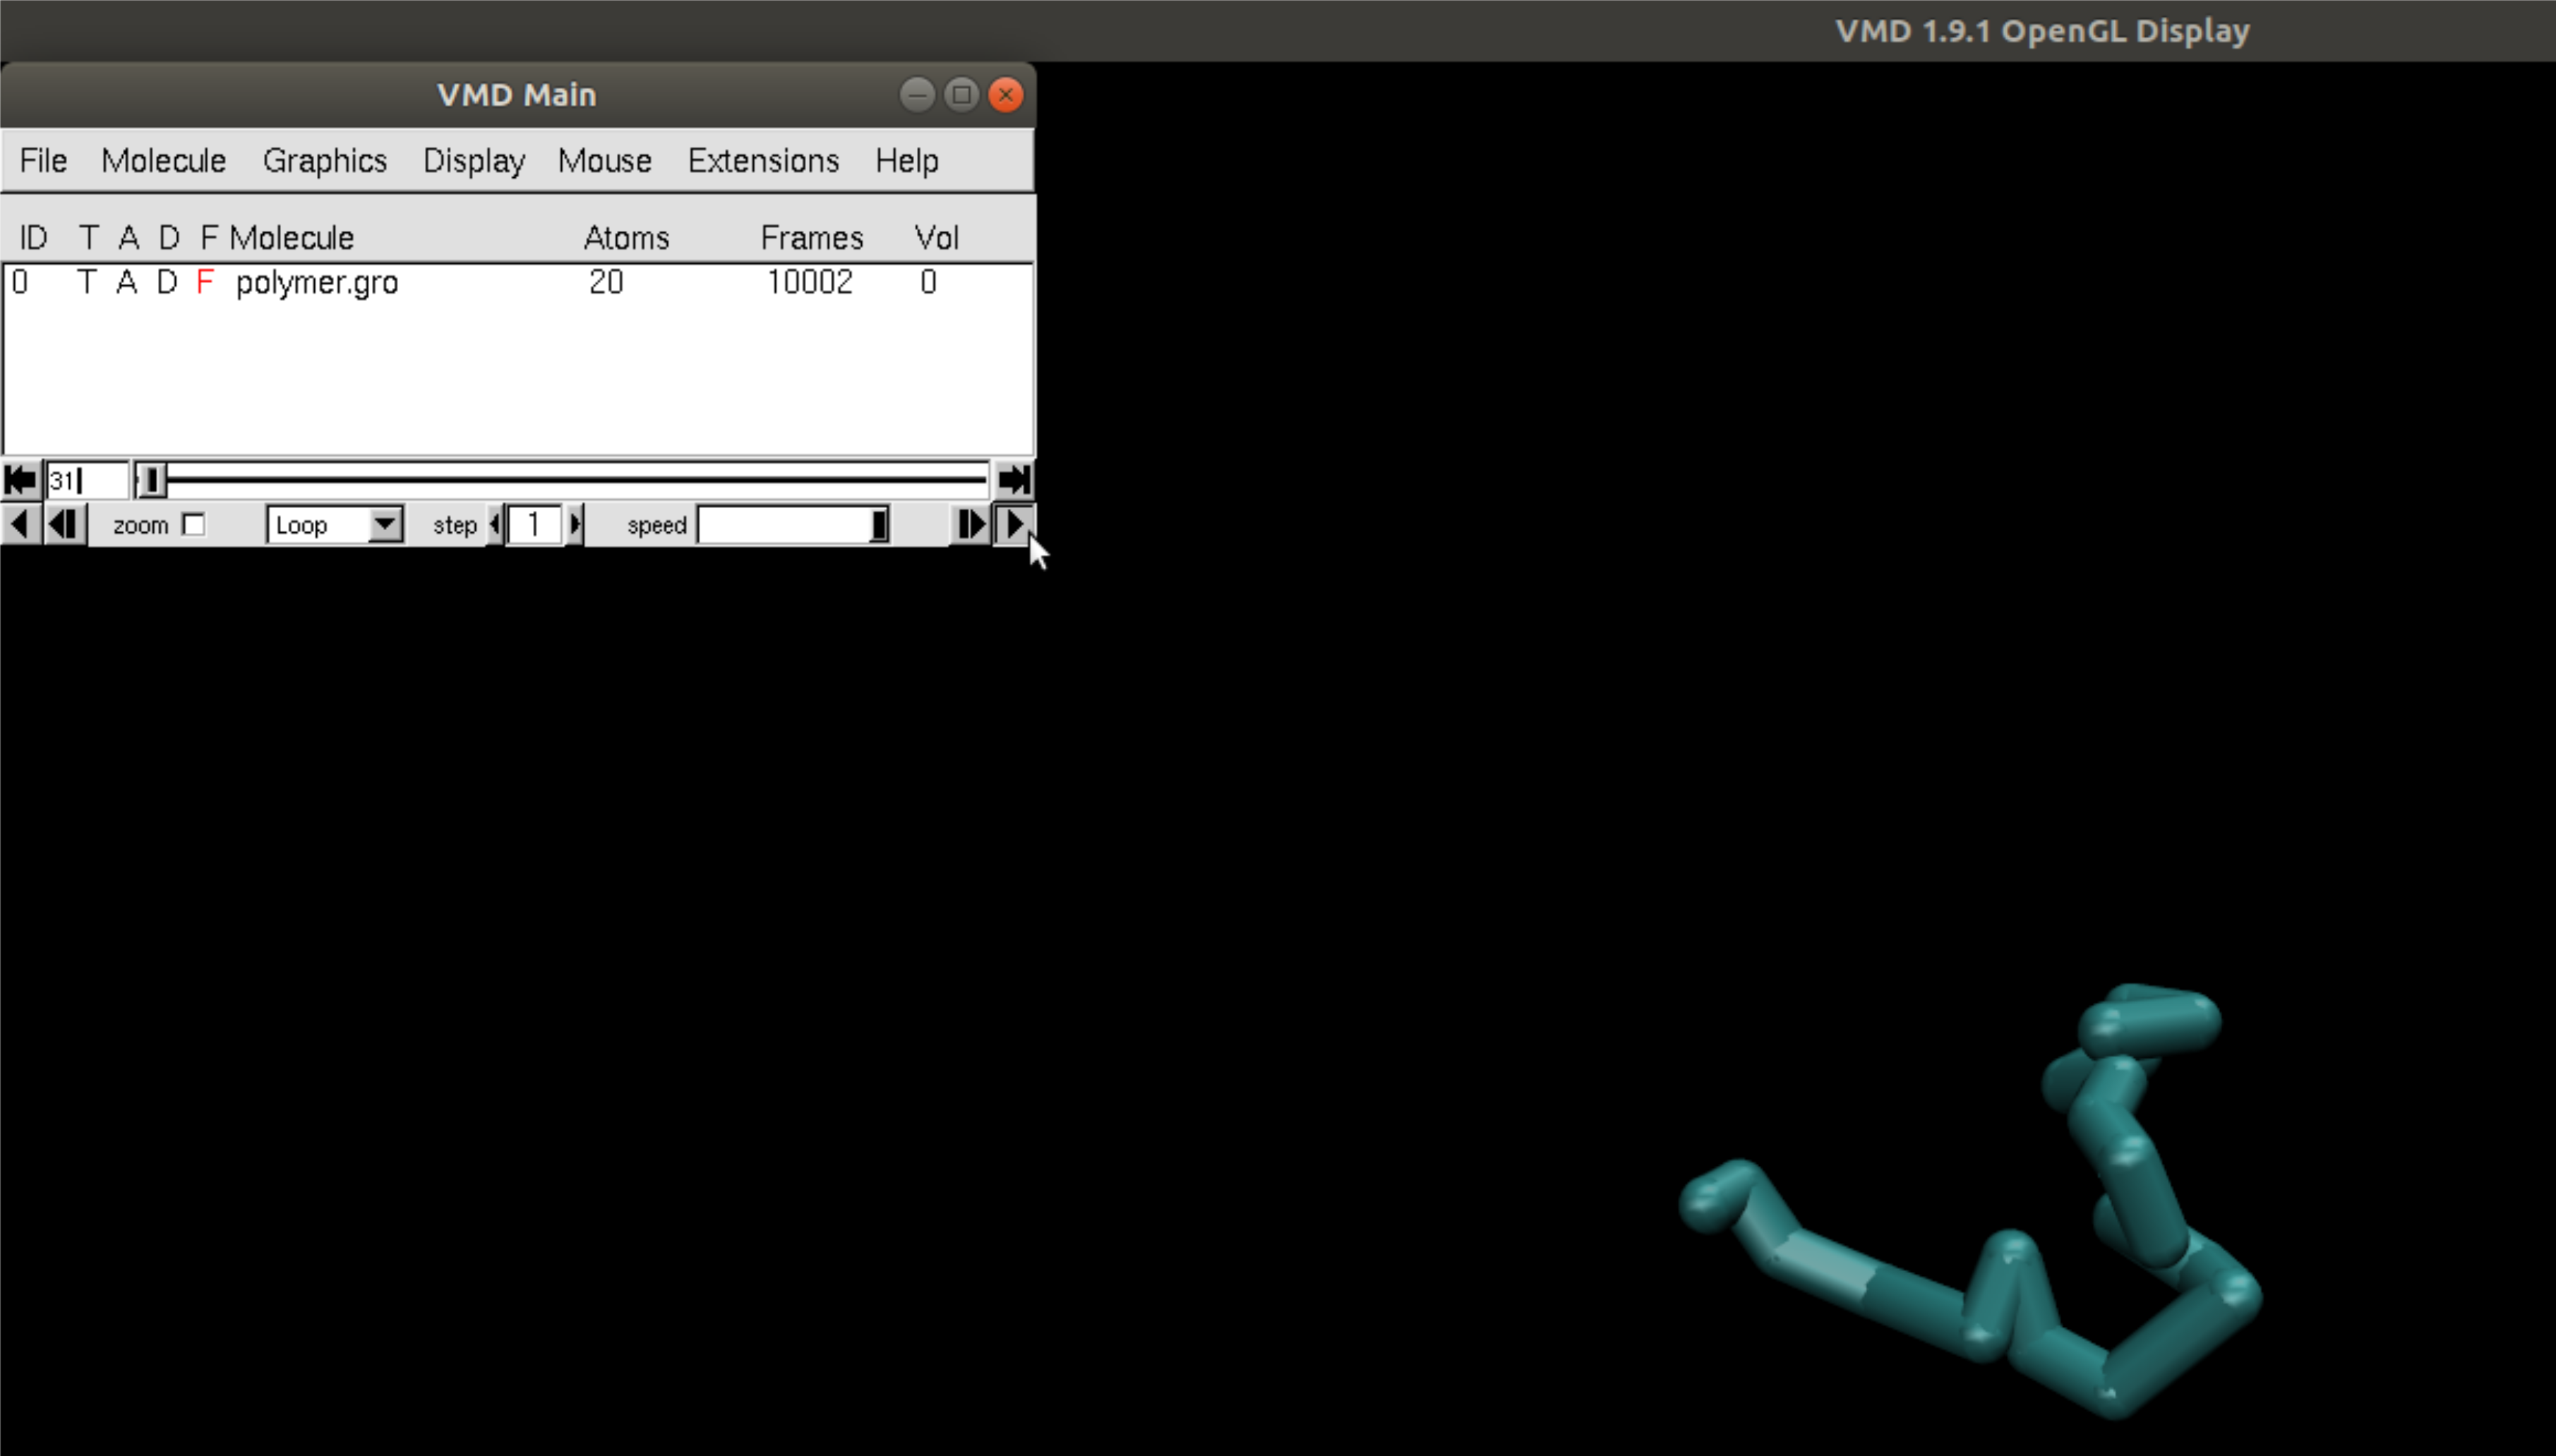 VMD 1.9.1 OpenGL Display
VMD Main
File Molecule Graphics Display Mouse Extensions Help
ID T A D F Molecule Atoms Frames Vol
0 T A D F polymer.gro 20 10002 0
31
zoom Loop step 1 speed